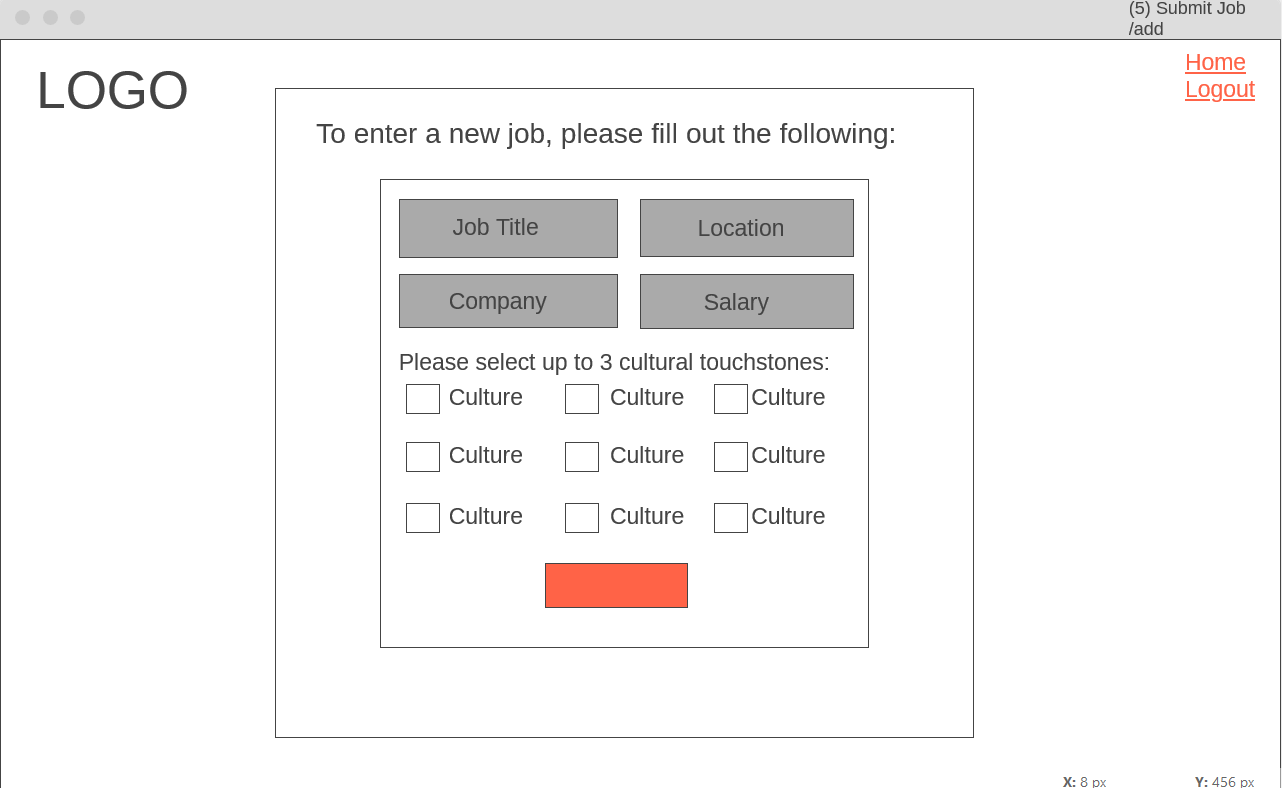 (5) Submit Job
/add
LOGO
Home
Logout
To enter a new job, please fill out the following:
Job Title
Location
Company
Salary
Please select up to 3 cultural touchstones:
Culture
Culture
Culture
Culture
Culture
Culture
Culture
Culture
Culture
X: 8 px
Y: 456 px